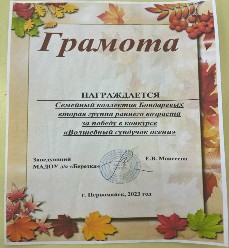 Грамота
НАГРАЖДАЕТСЯ
Семейный коллектив Бондаревых
вторая группа раннего возраста
за победу в конкурсе
«Волшебный сундучок осени»
Заведующий
МАДОУ д/с «Березка»
г. Первомайск, 2023 год